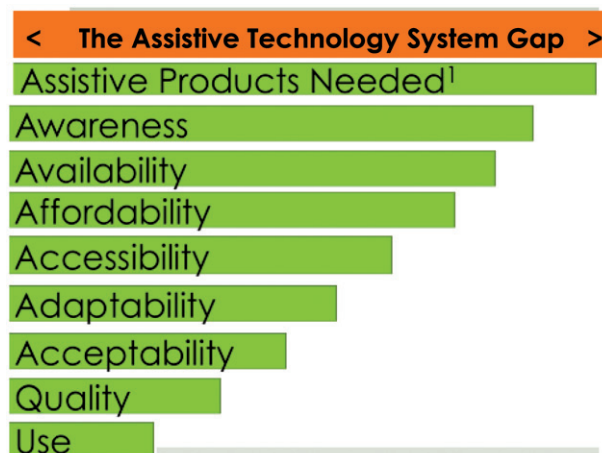 < The Assistive Technology System Gap >
Assistive Products Needed¹
Awareness
Availability
Affordability
Accessibility
Adaptability
Acceptability
Quality
Use